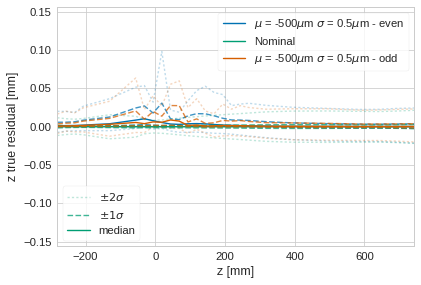 0.15
0.10
0.05
0.00
−0.05
−0.10
−0.15
z true residual [mm]
μ = -500μm σ = 0.5μm - even
Nominal
μ = -500μm σ = 0.5μm - odd
±2σ
±1σ
median
−200 0 200 400 600
z [mm]